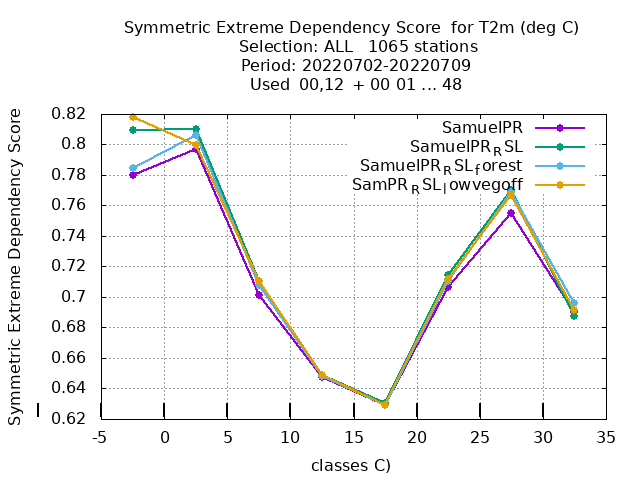 Symmetric Extreme Dependency Score for T2m (deg C)
Selection: ALL 1065 stations
Period: 20220702-20220709
Used 00,12 + 00 01 ... 48
Symmetric Extreme Dependency Score
0.82
0.8
0.78
0.76
0.74
0.72
0.7
0.68
0.66
0.64
0.62
SamuelPR
SamuelPR_RSL
SamuelPR_RSL_forest
SamPR_RSL_lowvegoff
-5 0 5 10 15 20 25 30 35
classes C)